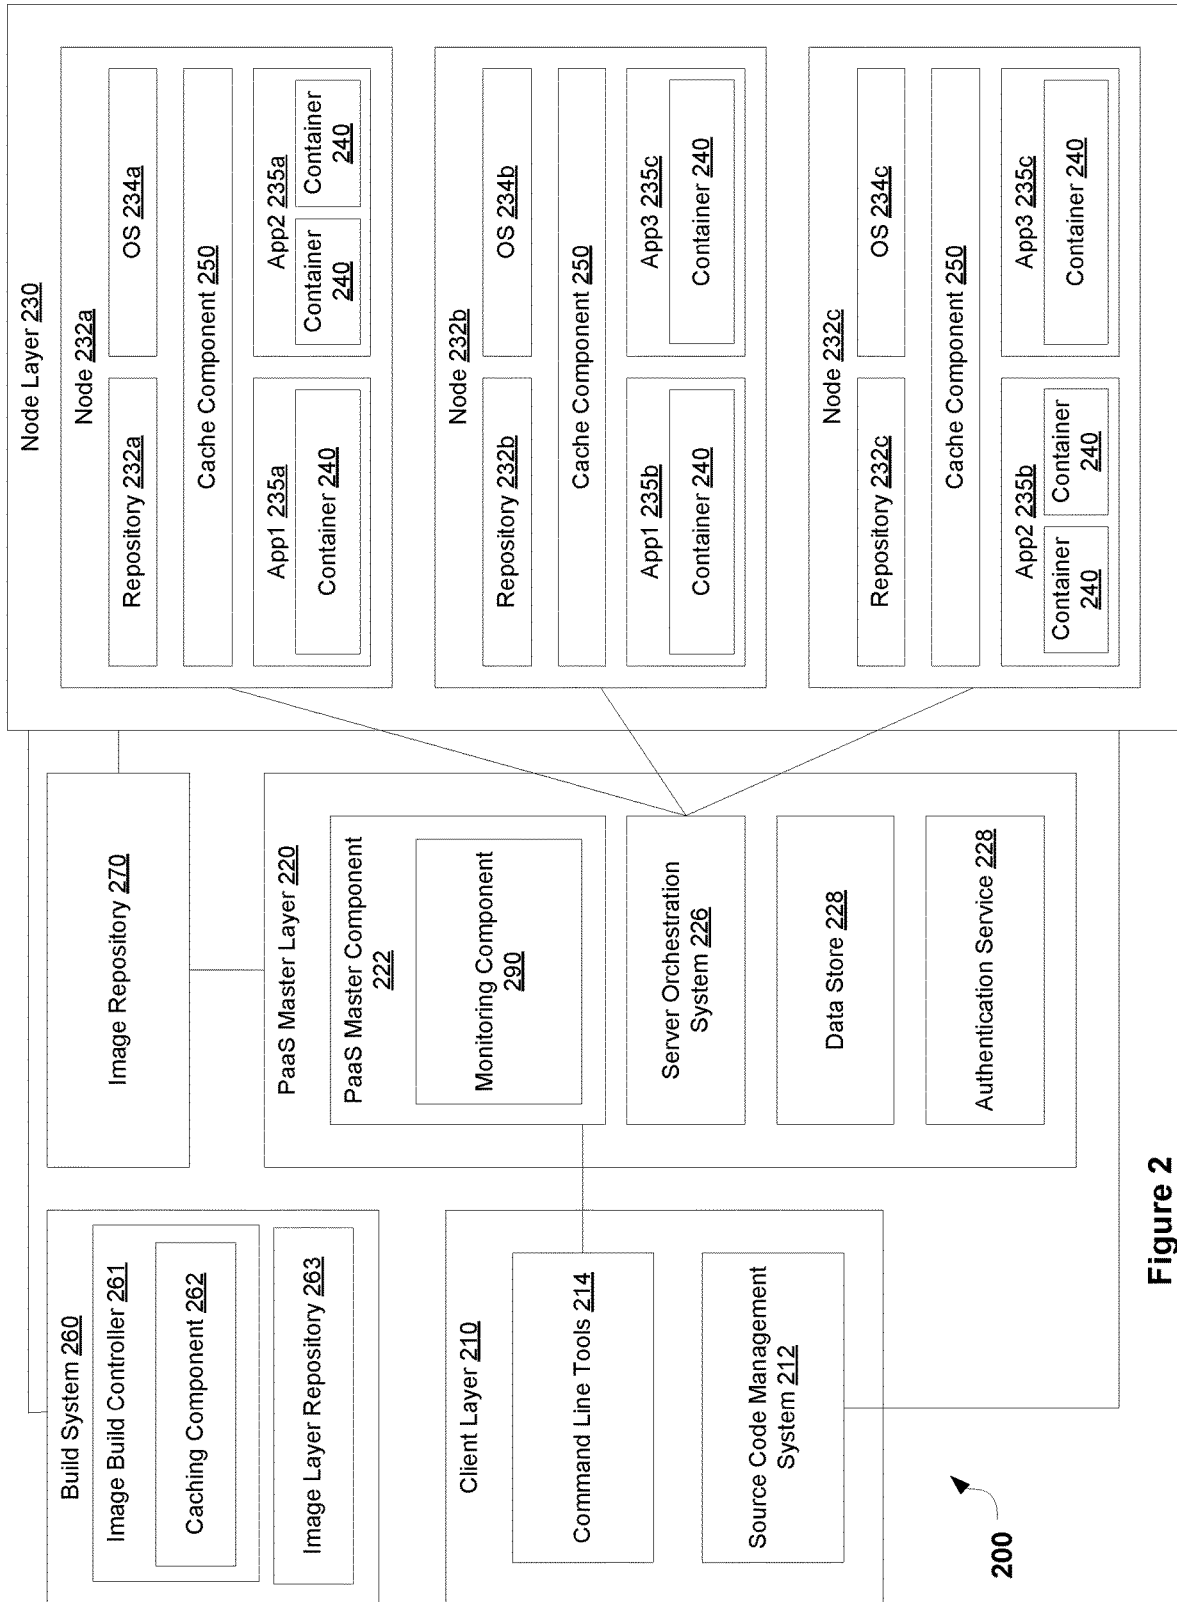 Build System 260
Image Build Controller 261
Caching Component 262
Image Layer Repository 263
Client Layer 210
Command Line Tools 214
Source Code Management
System 212
Image Repository 270
PaaS Master Layer 220
PaaS Master Component
222
Monitoring Component
290
Server Orchestration
System 226
Data Store 228
Authentication Service 228
Node Layer 230
Node 232a
Repository 232a
OS 234a
Cache Component 250
App1 235a
Container 240
App2 235a
Container
240
Container
240
Node 232b
Repository 232b
OS 234b
Cache Component 250
App1 235b
Container 240
App3 235c
Container 240
Node 232c
Repository 232c
OS 234c
Cache Component 250
App2 235b
Container
240
Container
240
App3 235c
Container 240
200
Figure 2